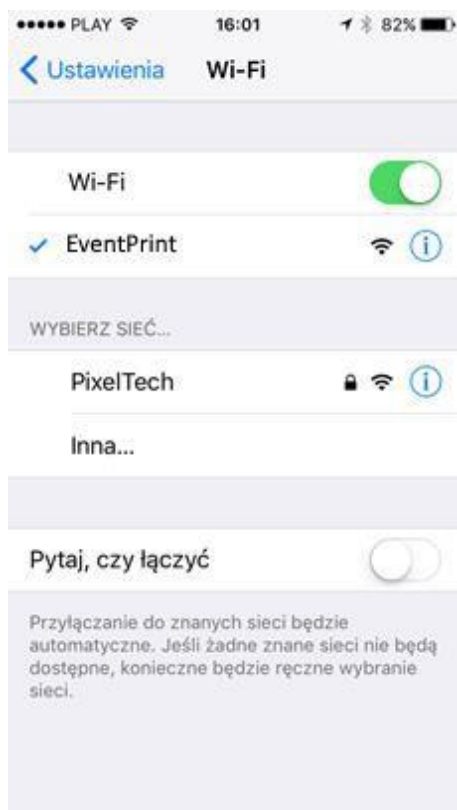 PLAY 16:01 82%
Ustawienia Wi-Fi
Wi-Fi
EventPrint
WYBIERZ SIEĆ...
PixelTech
Inna...
Pytaj, czy łączyć
Przyłączanie do znanych sieci będzie
automatyczne. Jeśli żadne znane sieci nie będą
dostępne, konieczne będzie ręczne wybranie
sieci.